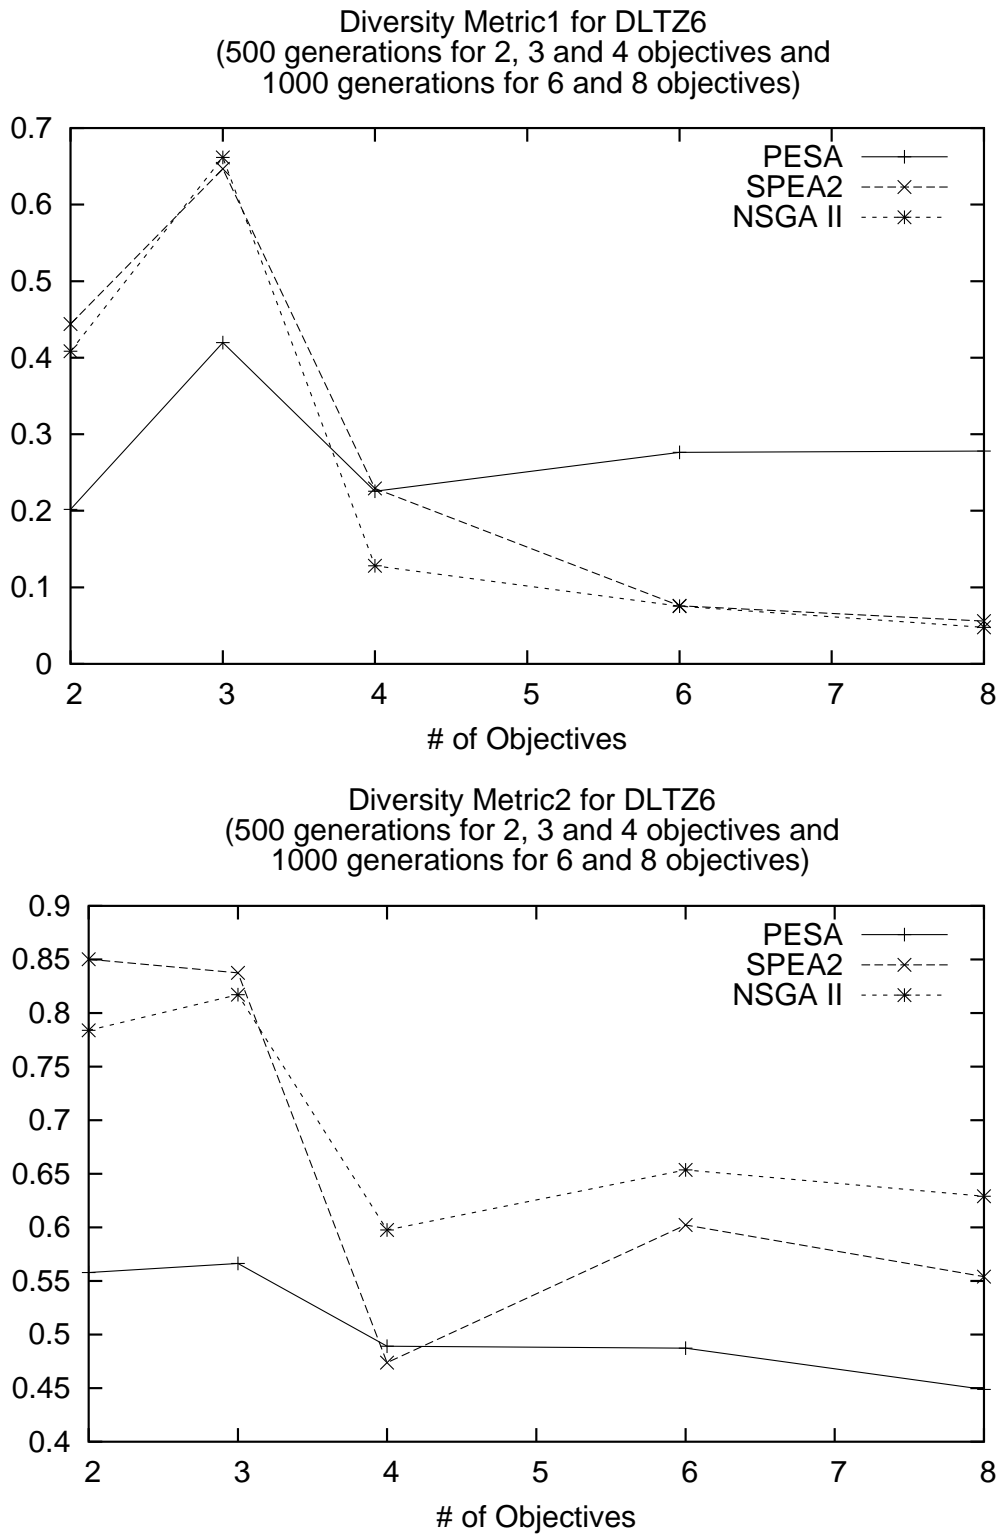 Diversity Metric1 for DLTZ6
(500 generations for 2, 3 and 4 objectives and
1000 generations for 6 and 8 objectives)
0.7
0.6
0.5
0.4
0.3
0.2
0.1
0
PESA
SPEA2
NSGA II
2 3 4 5 6 7 8
# of Objectives
Diversity Metric2 for DLTZ6
(500 generations for 2, 3 and 4 objectives and
1000 generations for 6 and 8 objectives)
0.9
0.85
0.8
0.75
0.7
0.65
0.6
0.55
0.5
0.45
0.4
PESA
SPEA2
NSGA II
2 3 4 5 6 7 8
# of Objectives